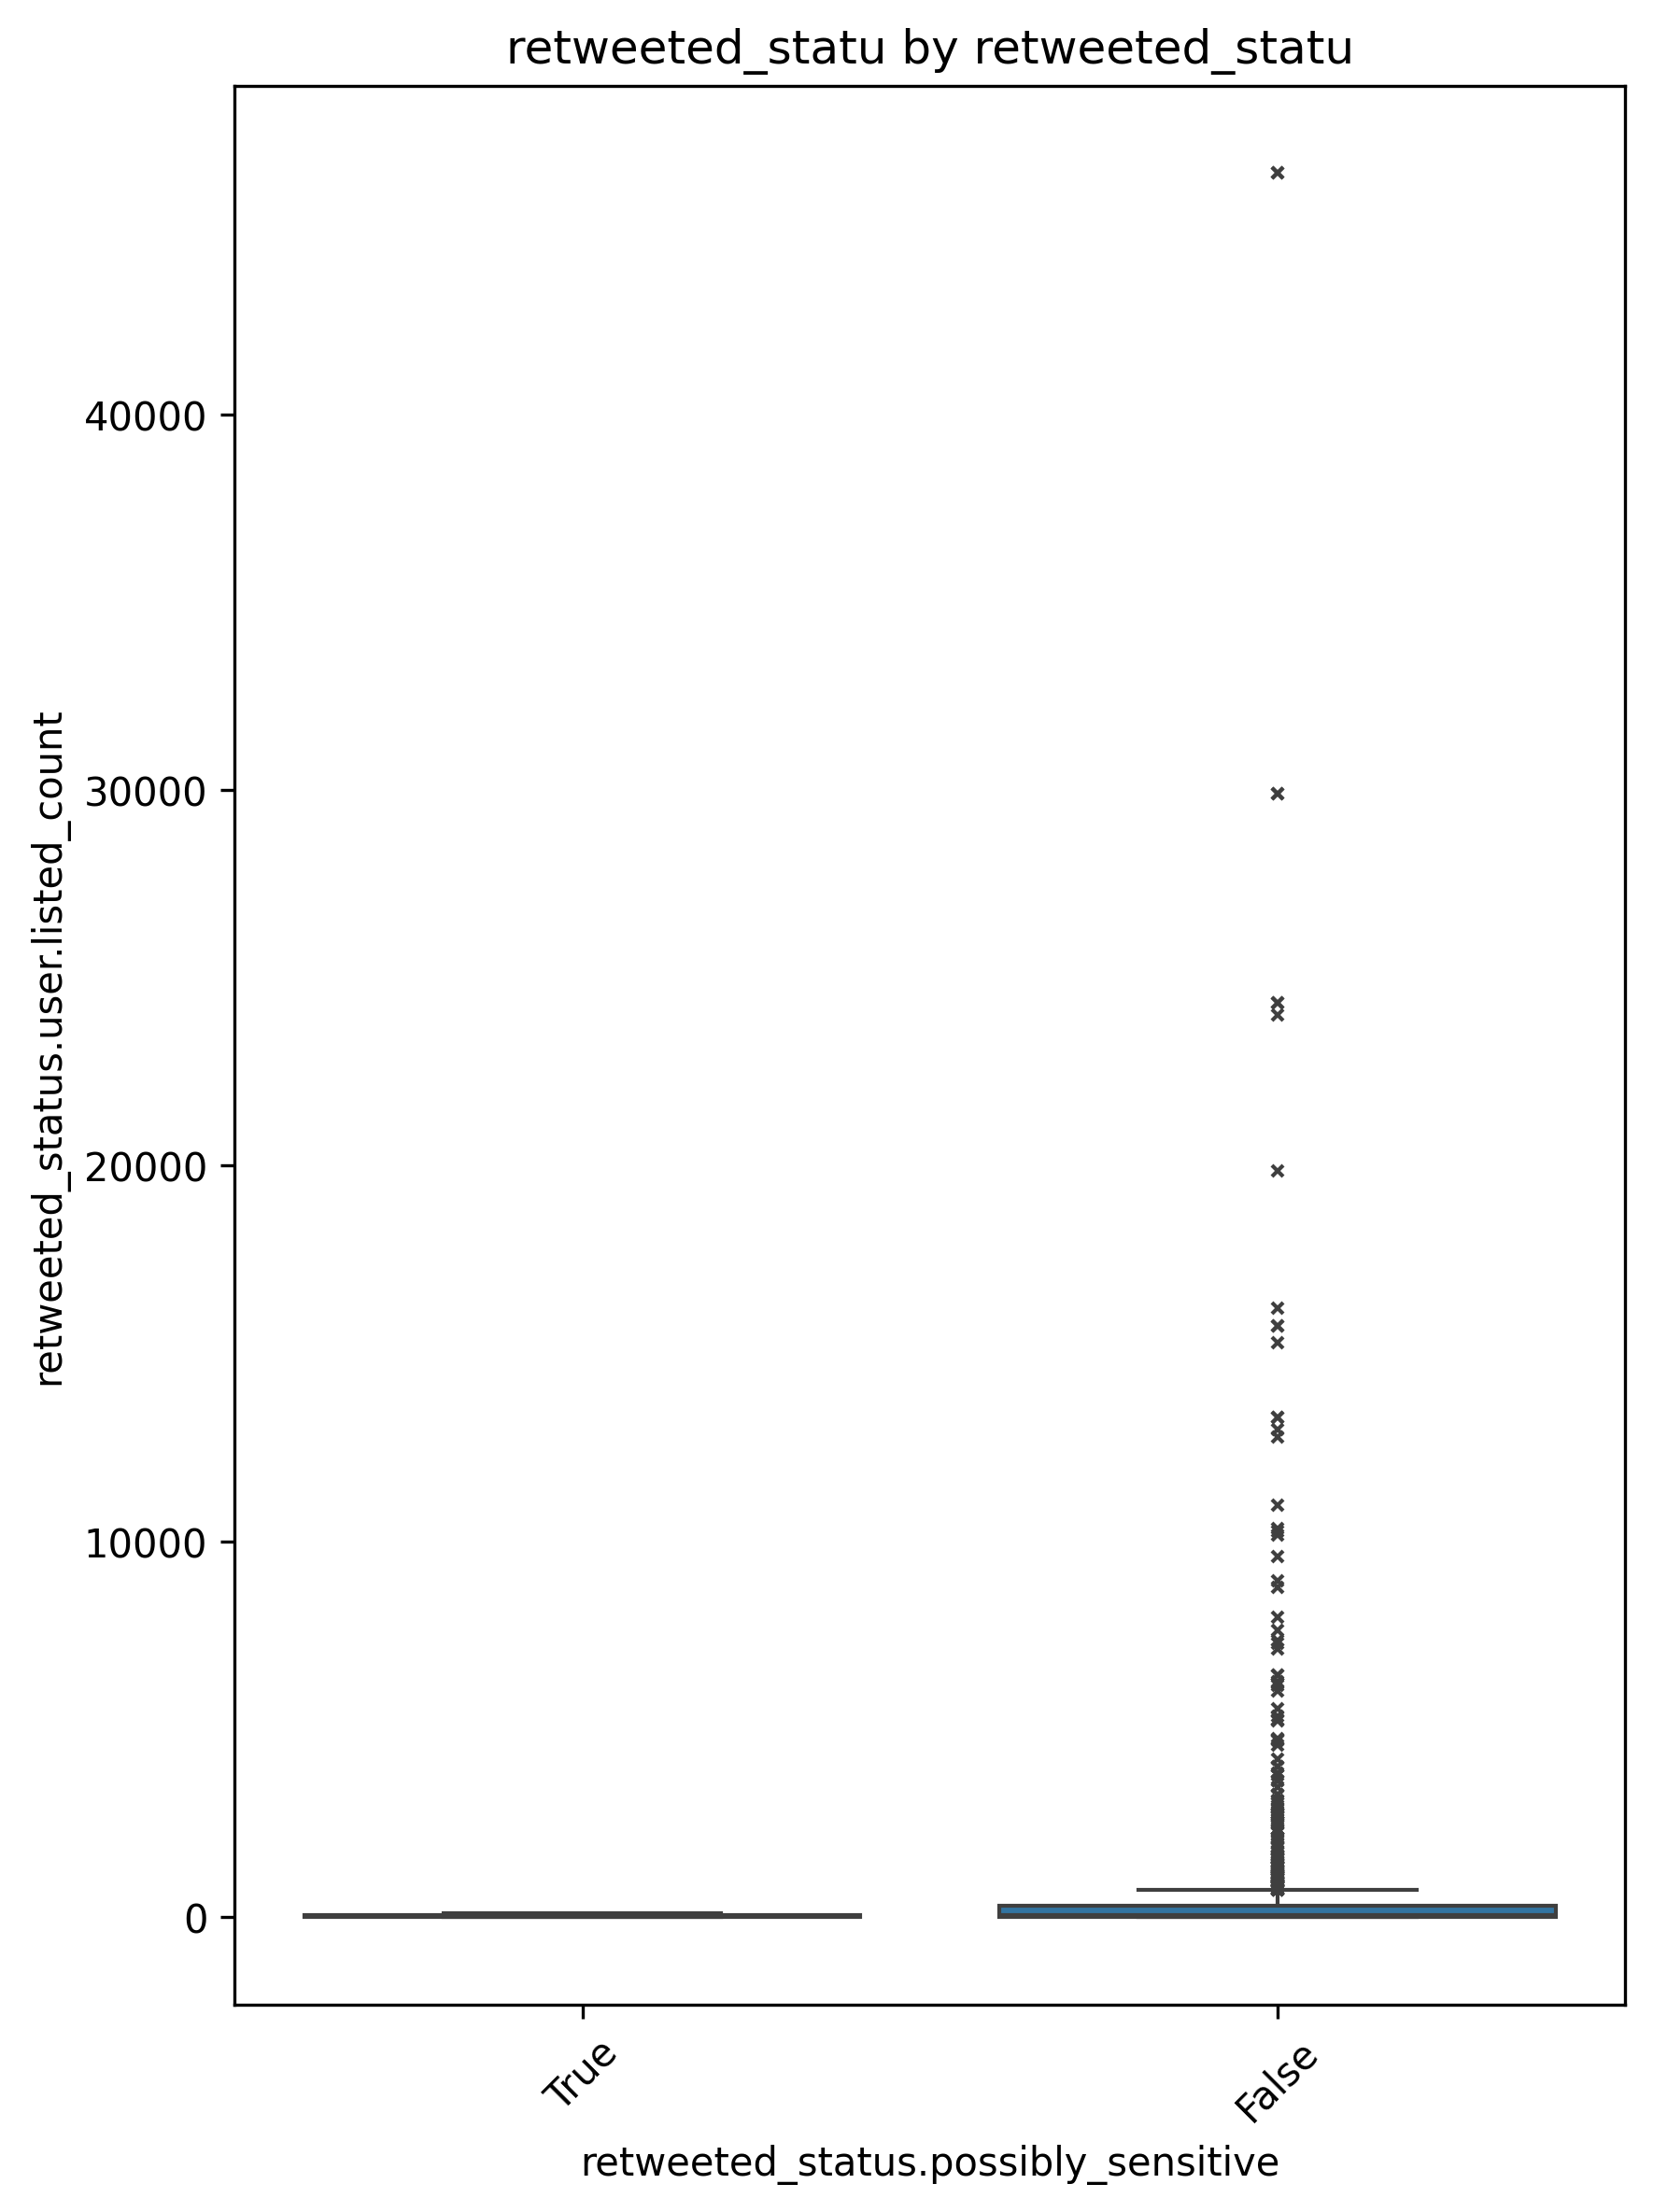 retweeted_statu by retweeted_statu
retweeted_status.user.listed_count
40000
30000
20000
10000
0
True
False
retweeted_status.possibly_sensitive